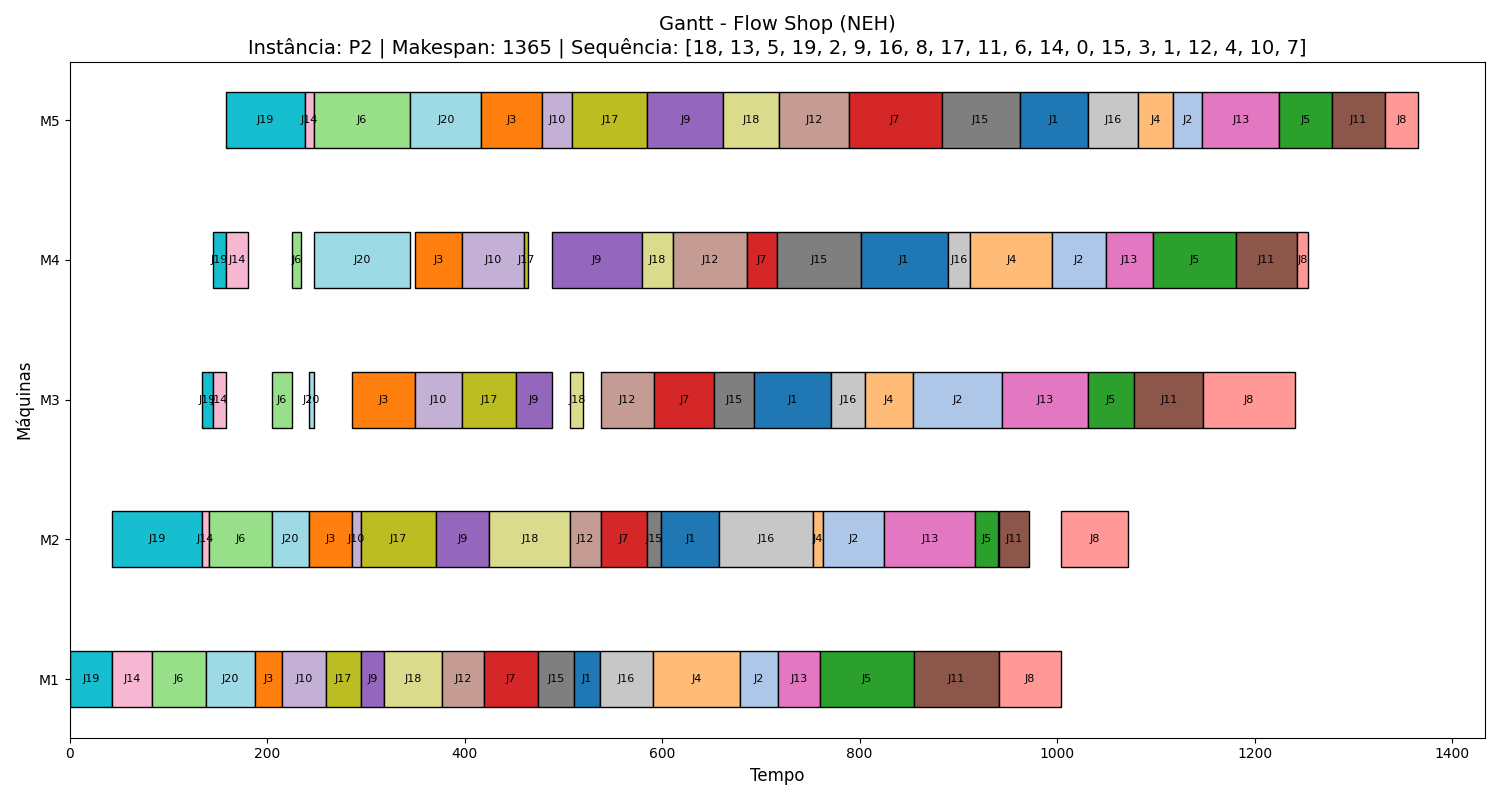 Gantt - Flow Shop (NEH)
Instância: P2 | Makespan: 1365 | Sequência: [18, 13, 5, 19, 2, 9, 16, 8, 17, 11, 6, 14, 0, 15, 3, 1, 12, 4, 10, 7]
M5 J19 J14 J6 J20 J3 J10 J17 J9 J18 J12 J7 J15 J1 J16 J4 J2 J13 J5 J11 J8
M4 J19 J14 J6 J20 J3 J10 J17 J9 J18 J12 J7 J15 J1 J16 J4 J2 J13 J5 J11 J8
Máquinas
M3 J19 J14 J6 J20 J3 J10 J17 J9 J18 J12 J7 J15 J1 J16 J4 J2 J13 J5 J11 J8
M2 J19 J14 J6 J20 J3 J10 J17 J9 J18 J12 J7 J15 J1 J16 J4 J2 J13 J5 J11 J8
M1 J19 J14 J6 J20 J3 J10 J17 J9 J18 J12 J7 J15 J1 J16 J4 J2 J13 J5 J11 J8
0 200 400 600 800 1000 1200 1400
Tempo